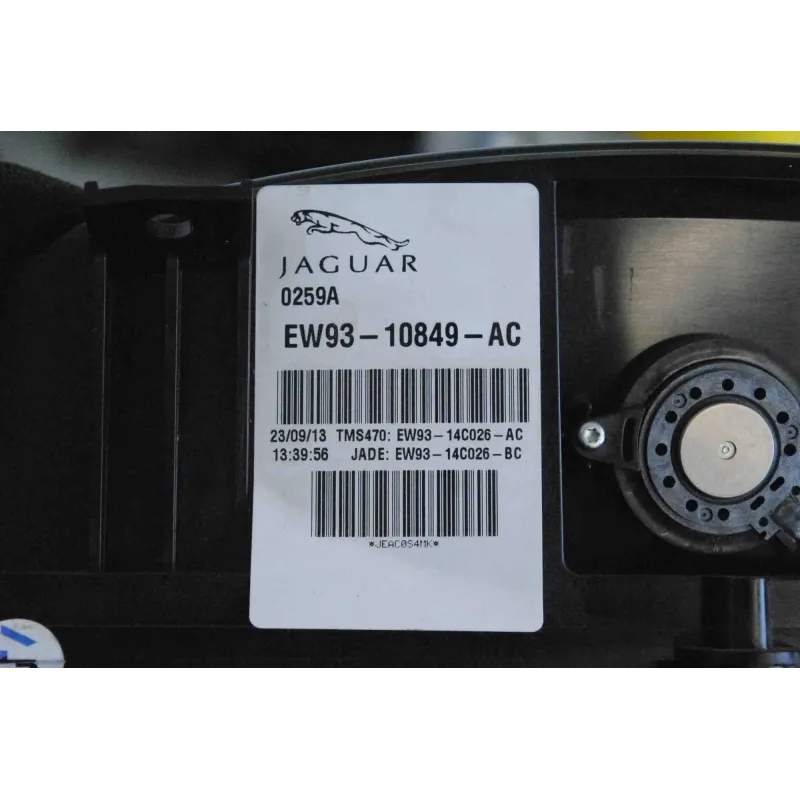 JAGUAR
0259A
EW93-10849-AC
23/09/13 TMS470: EW93-14C026-AC
13:39:56 JADE: EW93-14C026-BC
*JEAC0S4MK*